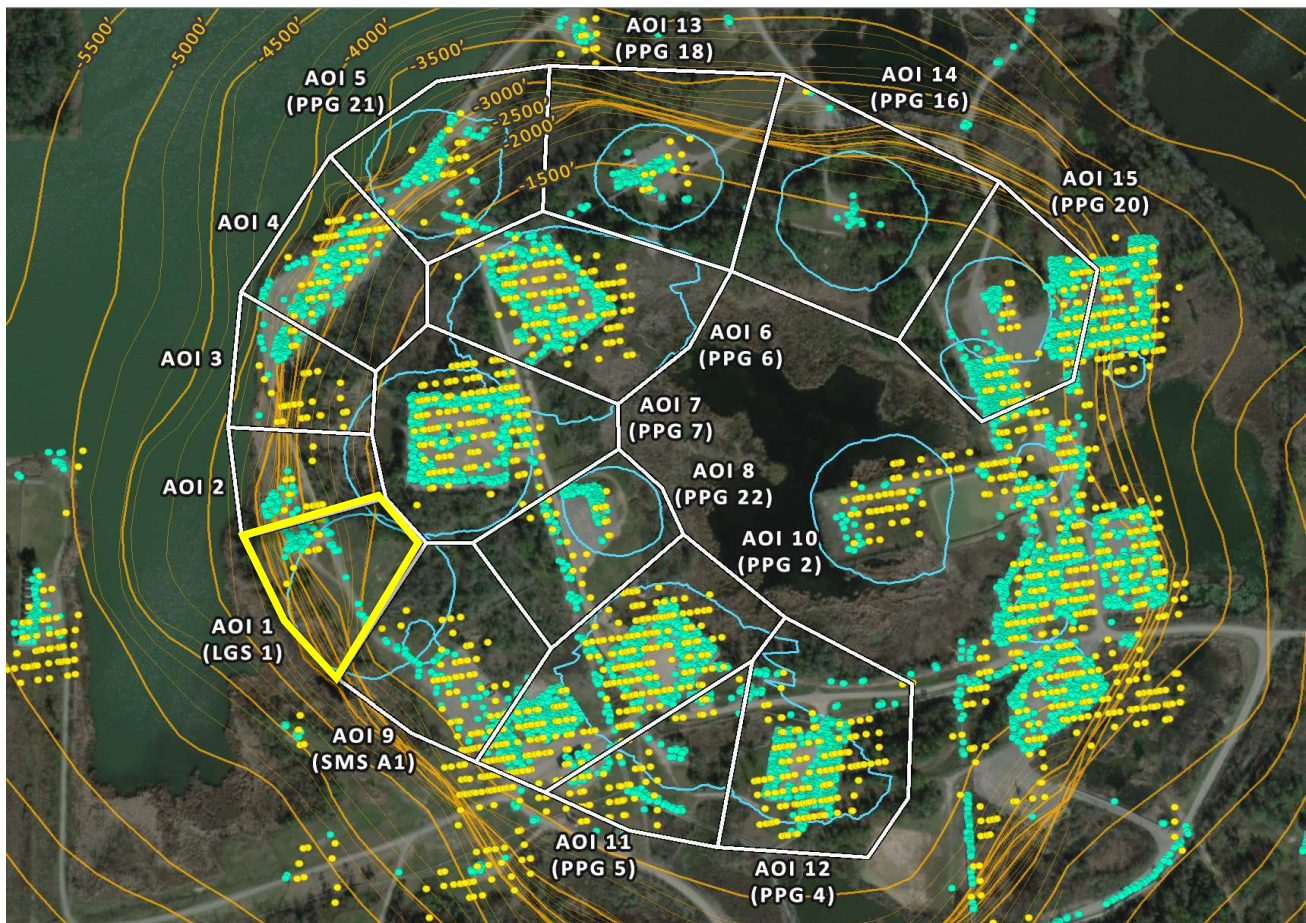 -5500'
-5000'
-4500'
-4000'
-3500'
-3000'
-2500'
-2000'
-1500'
AOI 13
(PPG 18)
AOI 14
(PPG 16)
AOI 5
(PPG 21)
AOI 15
(PPG 20)
AOI 4
AOI 3
AOI 6
(PPG 6)
AOI 7
(PPG 7)
AOI 2
AOI 8
(PPG 22)
AOI 10
(PPG 2)
AOI 1
(LGS 1)
AOI 9
(SMS A1)
AOI 11
(PPG 5)
AOI 12
(PPG 4)